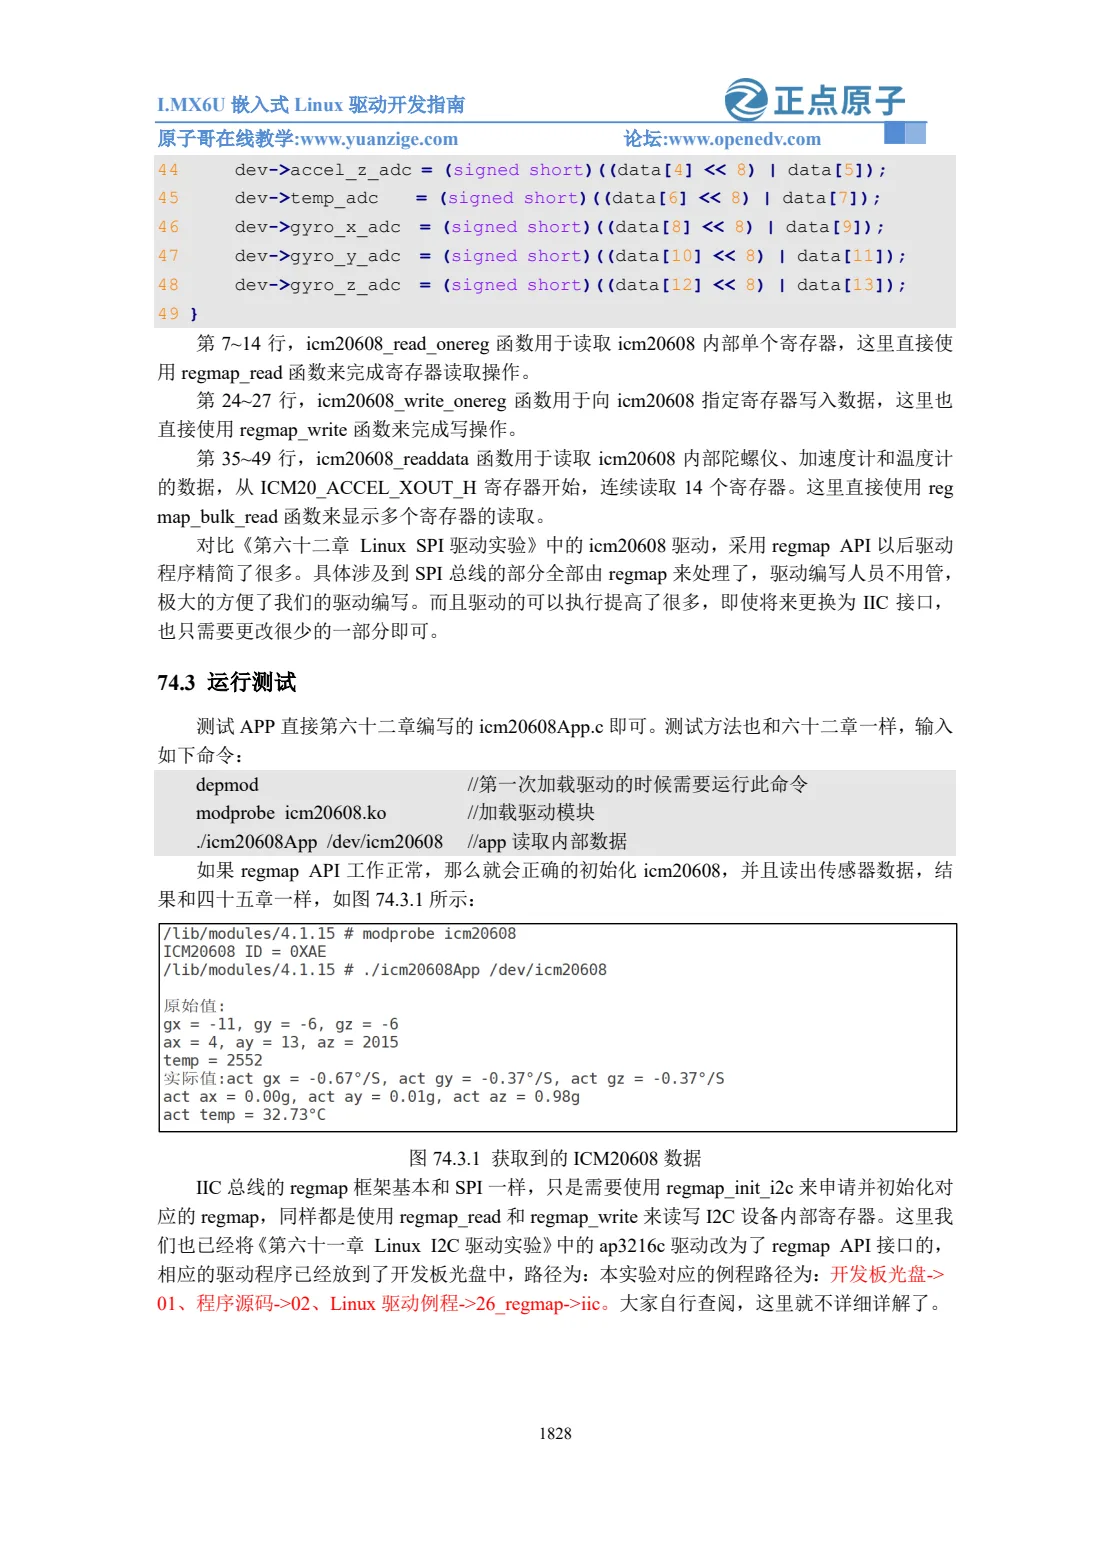 I.MX6U 嵌入式 Linux 驱动开发指南
正点原子
原子哥在线教学:www.yuanzige.com 论坛:www.openedv.com
44 dev->accel_z_adc = (signed short)((data[4] << 8) | data[5]);
45 dev->temp_adc = (signed short)((data[6] << 8) | data[7]);
46 dev->gyro_x_adc = (signed short)((data[8] << 8) | data[9]);
47 dev->gyro_y_adc = (signed short)((data[10] << 8) | data[11]);
48 dev->gyro_z_adc = (signed short)((data[12] << 8) | data[13]);
49 }
第 7~14 行，icm20608_read_onereg 函数用于读取 icm20608 内部单个寄存器，这里直接使
用 regmap_read 函数来完成寄存器读取操作。
第 24~27 行，icm20608_write_onereg 函数用于向 icm20608 指定寄存器写入数据，这里也
直接使用 regmap_write 函数来完成写操作。
第 35~49 行，icm20608_readdata 函数用于读取 icm20608 内部陀螺仪、加速度计和温度计
的数据，从 ICM20_ACCEL_XOUT_H 寄存器开始，连续读取 14 个寄存器。这里直接使用 reg
map_bulk_read 函数来显示多个寄存器的读取。
对比《第六十二章 Linux SPI 驱动实验》中的 icm20608 驱动，采用 regmap API 以后驱动
程序精简了很多。具体涉及到 SPI 总线的部分全部由 regmap 来处理了，驱动编写人员不用管，
极大的方便了我们的驱动编写。而且驱动的可以执行提高了很多，即使将来更换为 IIC 接口，
也只需要更改很少的一部分即可。
74.3 运行测试
测试 APP 直接第六十二章编写的 icm20608App.c 即可。测试方法也和六十二章一样，输入
如下命令：
depmod //第一次加载驱动的时候需要运行此命令
modprobe icm20608.ko //加载驱动模块
./icm20608App /dev/icm20608 //app 读取内部数据
如果 regmap API 工作正常，那么就会正确的初始化 icm20608，并且读出传感器数据，结
果和四十五章一样，如图 74.3.1 所示：
/lib/modules/4.1.15 # modprobe icm20608
ICM20608 ID = 0XAE
/lib/modules/4.1.15 # ./icm20608App /dev/icm20608
原始值:
gx = -11, gy = -6, gz = -6
ax = 4, ay = 13, az = 2015
temp = 2552
实际值:act gx = -0.67°/S, act gy = -0.37°/S, act gz = -0.37°/S
act ax = 0.00g, act ay = 0.01g, act az = 0.98g
act temp = 32.73°C
图 74.3.1 获取到的 ICM20608 数据
IIC 总线的 regmap 框架基本和 SPI 一样，只是需要使用 regmap_init_i2c 来申请并初始化对
应的 regmap，同样都是使用 regmap_read 和 regmap_write 来读写 I2C 设备内部寄存器。这里我
们也已经将《第六十一章 Linux I2C 驱动实验》中的 ap3216c 驱动改为了 regmap API 接口的，
相应的驱动程序已经放到了开发板光盘中，路径为：本实验对应的例程路径为：开发板光盘->
01、程序源码->02、Linux 驱动例程->26_regmap->iic。大家自行查阅，这里就不详细详解了。
1828